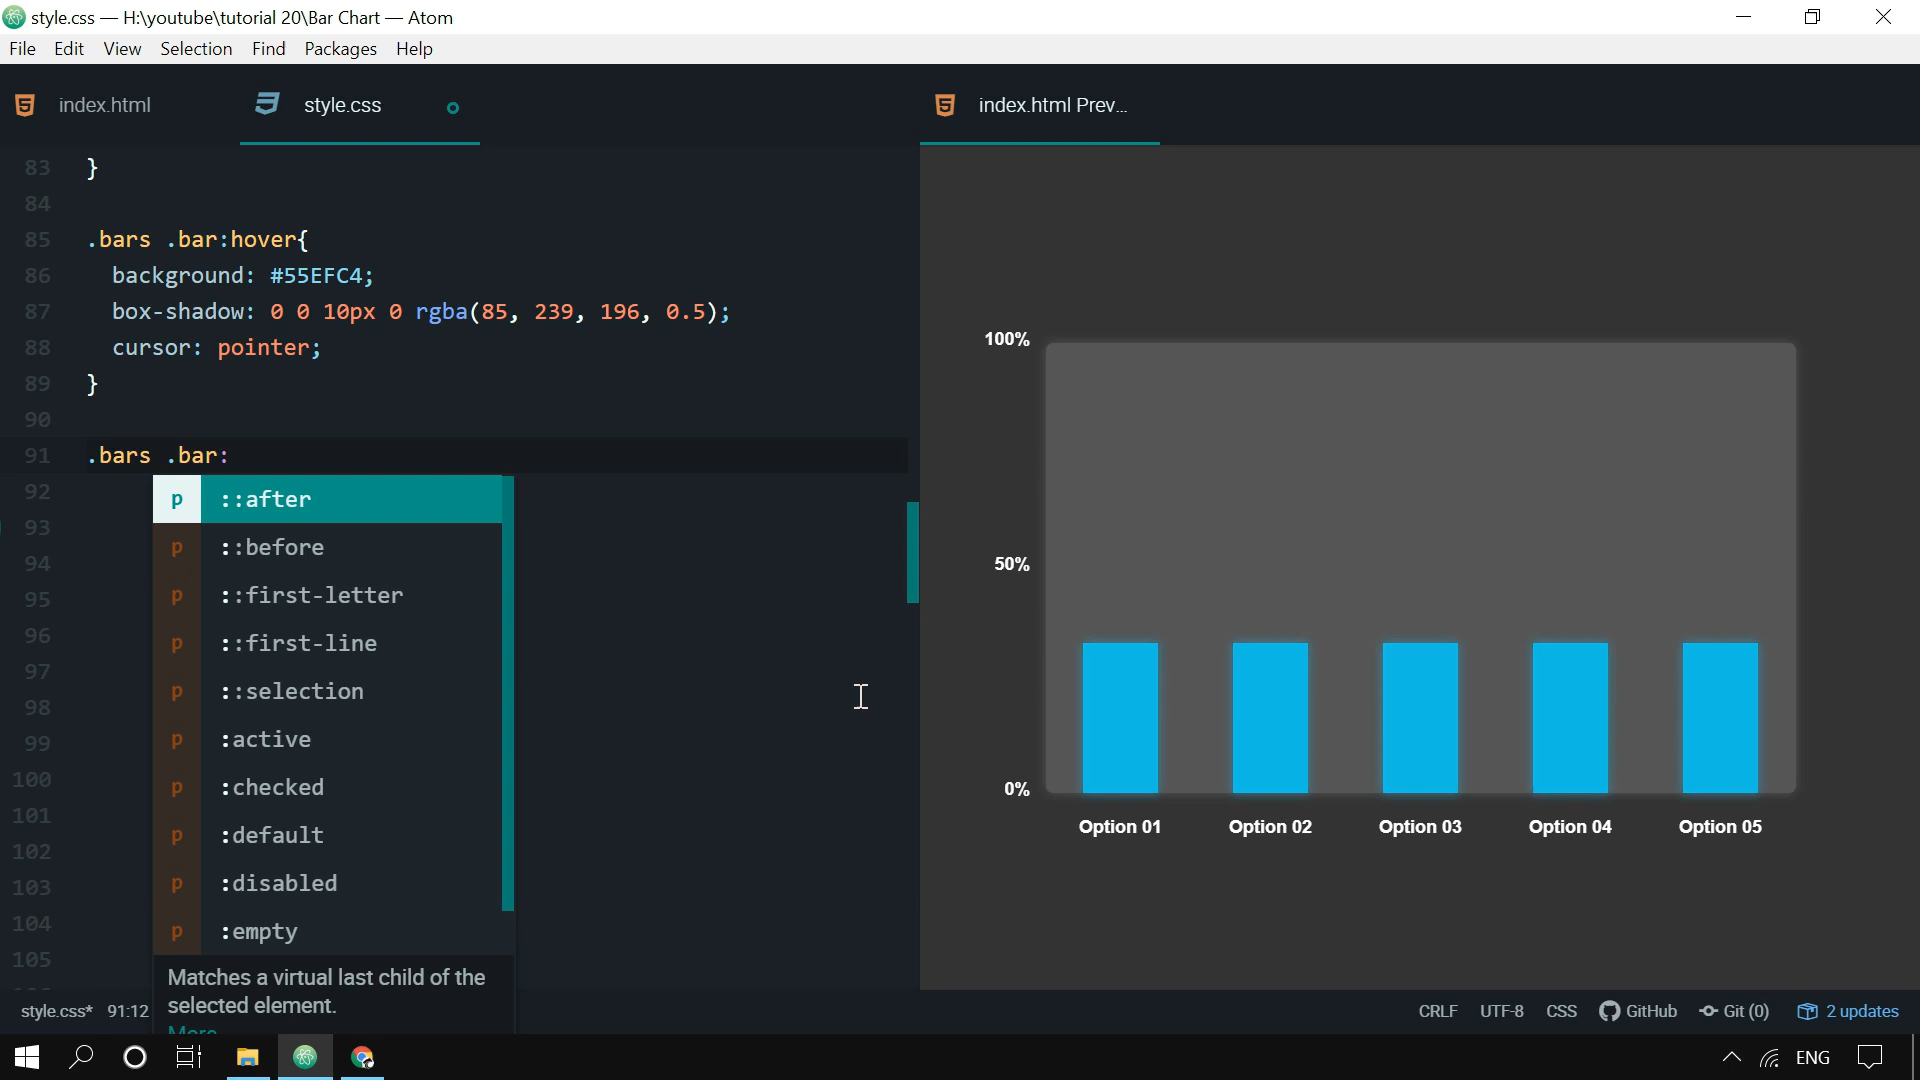 style.css — H:\youtube\tutorial 20\Bar Chart — Atom
File Edit View Selection Find Packages Help
index.html
style.css
index.html Prev...
83 }
84
85 .bars .bar:hover{
86 background: #55EFC4;
87 box-shadow: 0 0 10px 0 rgba(85, 239, 196, 0.5);
88 cursor: pointer;
89 }
90
91 .bars .bar:
92
93
94
95
96
97
98
99
100
101
102
103
104
105
p ::after
p ::before
p ::first-letter
p ::first-line
p ::selection
p :active
p :checked
p :default
p :disabled
p :empty
Matches a virtual last child of the
selected element.
More
100%
50%
0%
Option 01 Option 02 Option 03 Option 04 Option 05
style.css* 91:12
CRLF UTF-8 CSS GitHub Git (0) 2 updates
ENG